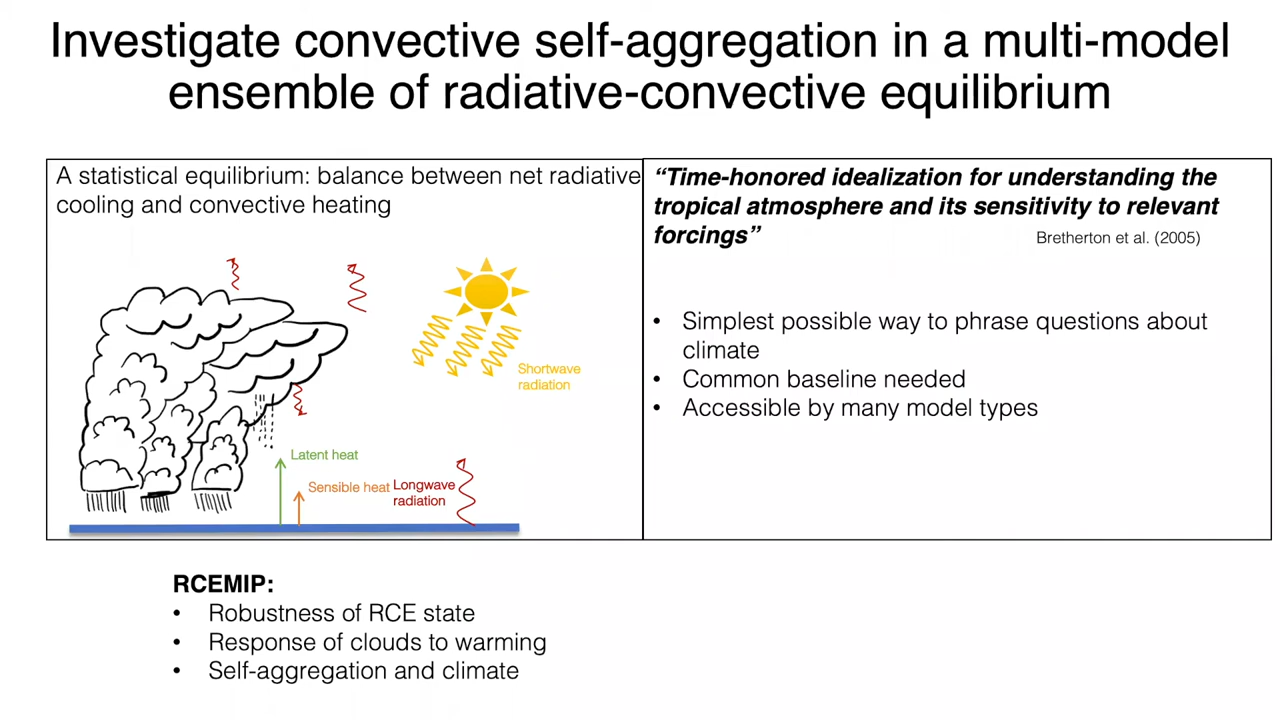 Investigate convective self-aggregation in a multi-model
ensemble of radiative-convective equilibrium
A statistical equilibrium: balance between net radiative
cooling and convective heating
Shortwave
radiation
Latent heat
Sensible heat
Longwave
radiation
“Time-honored idealization for understanding the
tropical atmosphere and its sensitivity to relevant
forcings”
Bretherton et al. (2005)
• Simplest possible way to phrase questions about
climate
• Common baseline needed
• Accessible by many model types
RCEMIP:
• Robustness of RCE state
• Response of clouds to warming
• Self-aggregation and climate